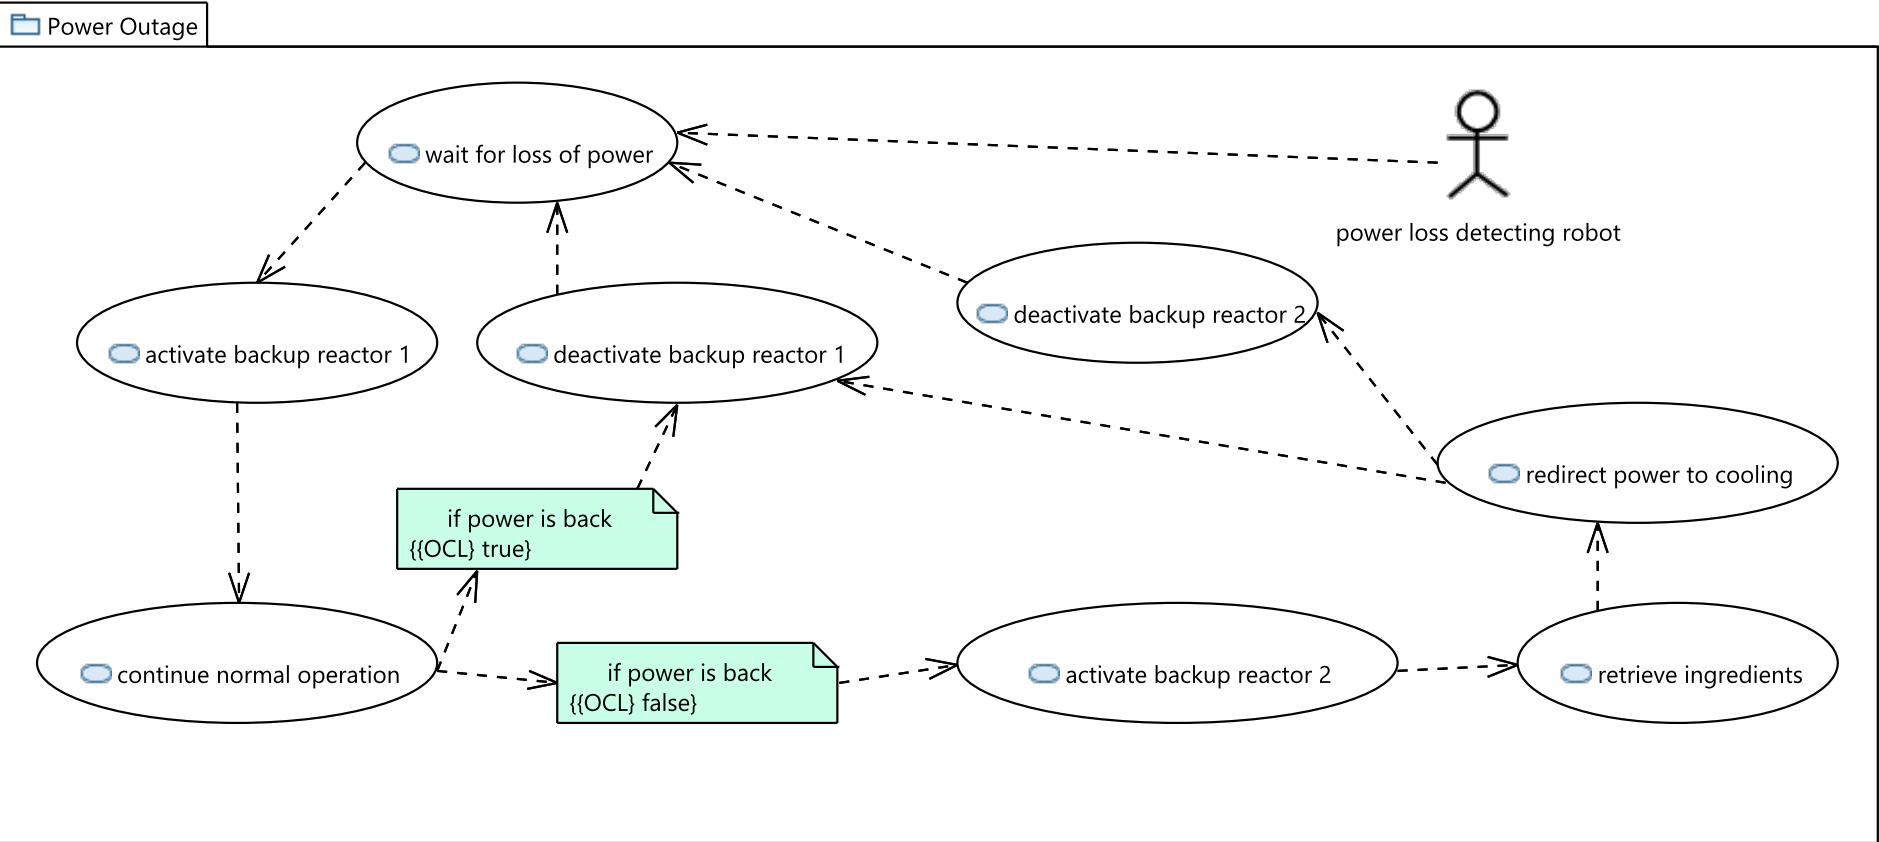 Power Outage
wait for loss of power
power loss detecting robot
deactivate backup reactor 2
activate backup reactor 1
deactivate backup reactor 1
redirect power to cooling
if power is back
{{OCL} true}
continue normal operation
if power is back
{{OCL} false}
activate backup reactor 2
retrieve ingredients